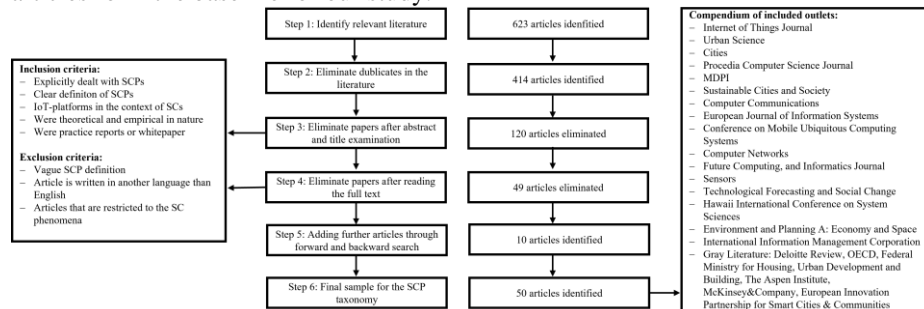 Step 1: Identify relevant literature
Step 2: Eliminate dublicates in the
literature
Step 3: Eliminate papers after abstract
and title examination
Step 4: Eliminate papers after reading
the full text
Step 5: Adding further articles through
forward and backward search
Step 6: Final sample for the SCP
taxonomy
623 articles idenfitied
414 articles identified
120 articles eliminated
49 articles eliminated
10 articles identified
50 articles identified
Inclusion criteria:
– Explicitly dealt with SCPs
– Clear definiton of SCPs
– IoT-platforms in the context of SCs
– Were theoretical and empirical in nature
– Were practice reports or whitepaper
Exclusion criteria:
– Vague SCP definition
– Article is written in another language than
English
– Articles that are restricted to the SC
phenomena
Compendium of included outlets:
– Internet of Things Journal
– Urban Science
– Cities
– Procedia Computer Science Journal
– MDPI
– Sustainable Cities and Society
– Computer Communications
– European Journal of Information Systems
– Conference on Mobile Ubiquitous Computing
Systems
– Computer Networks
– Future Computing, and Informatics Journal
– Sensors
– Technological Forecasting and Social Change
– Hawaii International Conference on System
Sciences
– Environment and Planning A: Economy and Space
– International Information Management Corporation
– Gray Literature: Deloitte Review, OECD, Federal
Ministry for Housing, Urban Development and
Building, The Aspen Institute,
McKinsey&Company, European Innovation
Partnership for Smart Cities & Communities